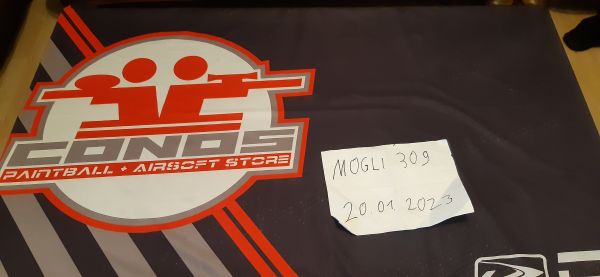 CONOS
PAINTBALL + AIRSOFT STORE
MOGLI 309
20.01.2023